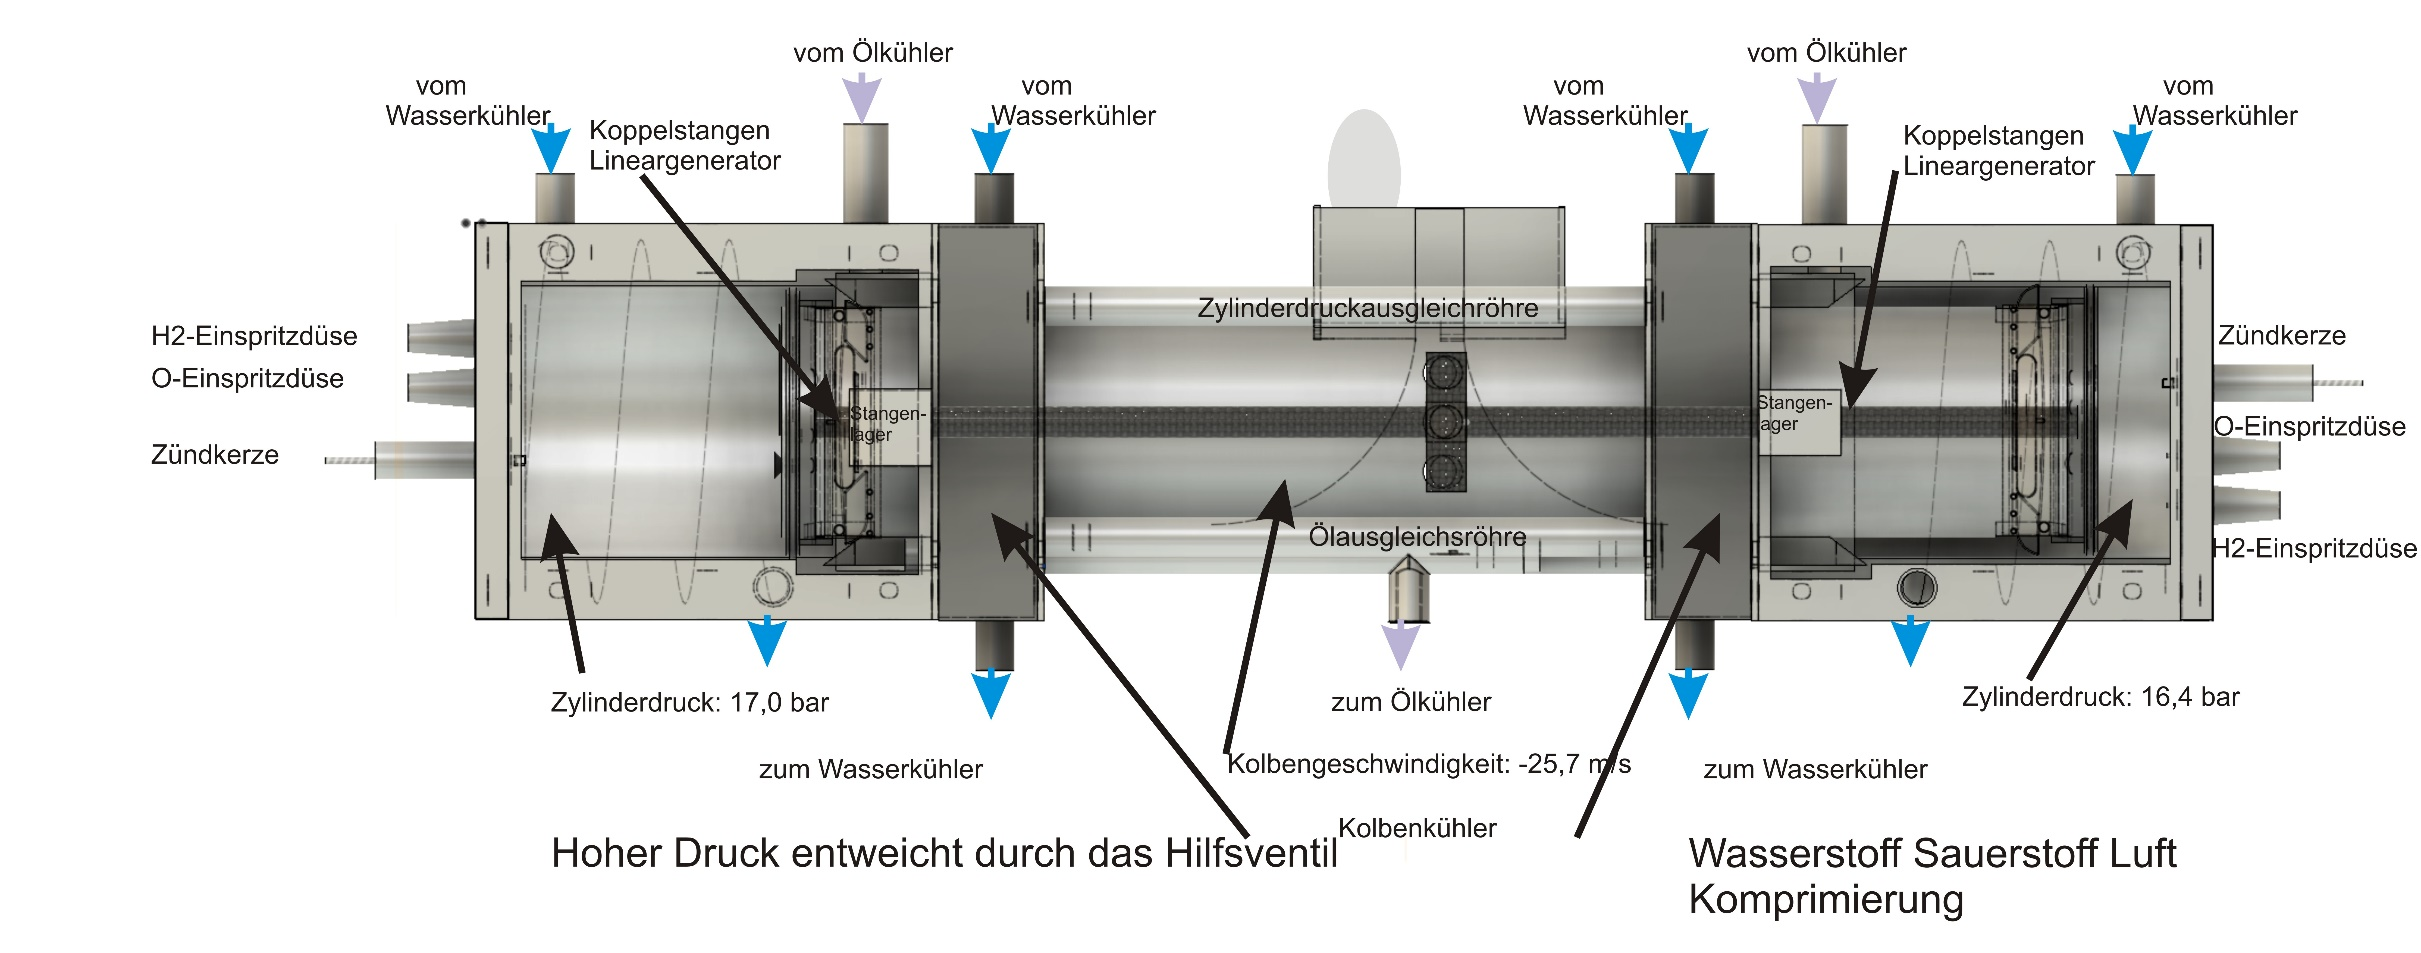 vom Ölkühler
vom Ölkühler
vom
Wasserkühler
vom
Wasserkühler
vom
Wasserkühler
vom
Wasserkühler
Koppelstangen
Lineargenerator
Koppelstangen
Lineargenerator
Zylinderdruckausgleichröhre
H2-Einspritzdüse
O-Einspritzdüse
Zündkerze
Zündkerze
O-Einspritzdüse
H2-Einspritzdüse
Stangen-
lager
Stangen-
lager
Ölausgleichsröhre
Zylinderdruck: 17,0 bar
zum Ölkühler
Zylinderdruck: 16,4 bar
zum Wasserkühler
Kolbengeschwindigkeit: -25,7 m/s
zum Wasserkühler
Kolbenkühler
Hoher Druck entweicht durch das Hilfsventil
Wasserstoff Sauerstoff Luft
Komprimierung